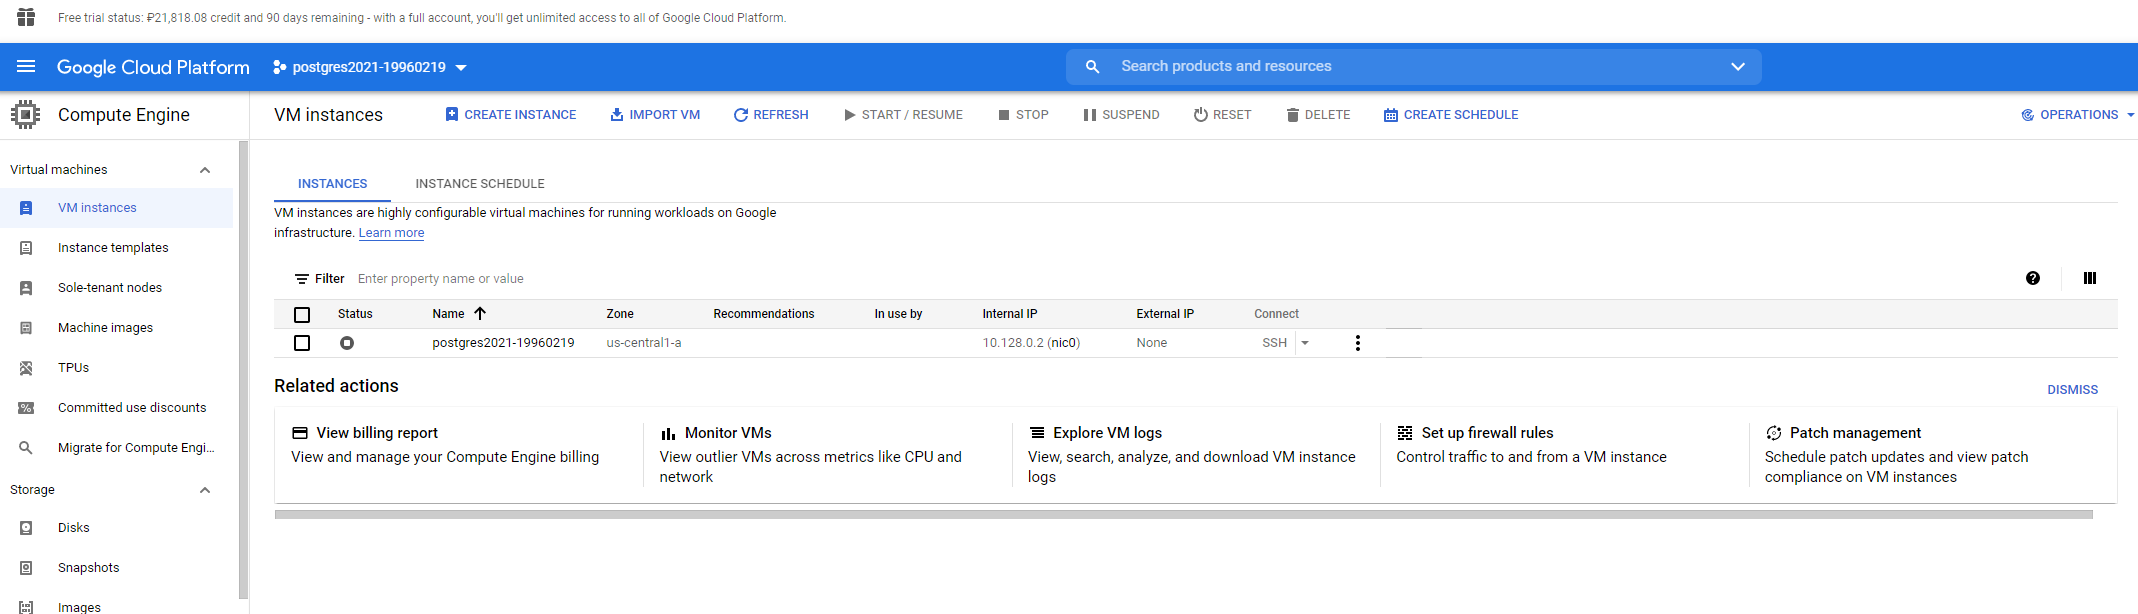 Free trial status: ₽21,818.08 credit and 90 days remaining - with a full account, you'll get unlimited access to all of Google Cloud Platform.
Google Cloud Platform postgres2021-19960219 Search products and resources
Compute Engine VM instances CREATE INSTANCE IMPORT VM REFRESH START / RESUME STOP SUSPEND RESET DELETE CREATE SCHEDULE OPERATIONS
Virtual machines
VM instances
Instance templates
Sole-tenant nodes
Machine images
TPUs
Committed use discounts
Migrate for Compute Engi...
Storage
Disks
Snapshots
Images
INSTANCES INSTANCE SCHEDULE
VM instances are highly configurable virtual machines for running workloads on Google
infrastructure. Learn more
Filter Enter property name or value
Status Name Zone Recommendations In use by Internal IP External IP Connect
postgres2021-19960219 us-central1-a 10.128.0.2 (nic0) None SSH
Related actions DISMISS
View billing report
View and manage your Compute Engine billing
Monitor VMs
View outlier VMs across metrics like CPU and
network
Explore VM logs
View, search, analyze, and download VM instance
logs
Set up firewall rules
Control traffic to and from a VM instance
Patch management
Schedule patch updates and view patch
compliance on VM instances